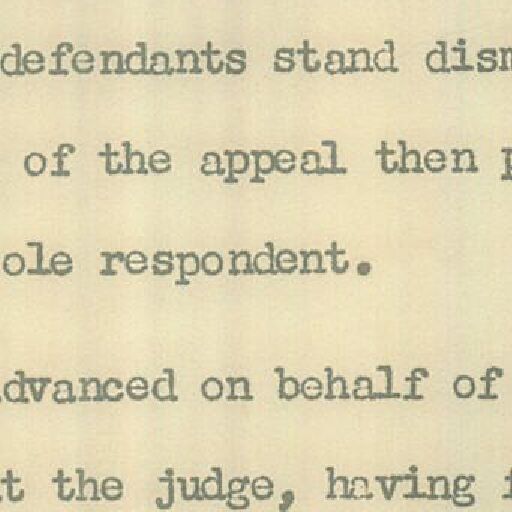 defendants stand dism
of the appeal then p
ole respondent.
dvanced on behalf of
t the judge, having f